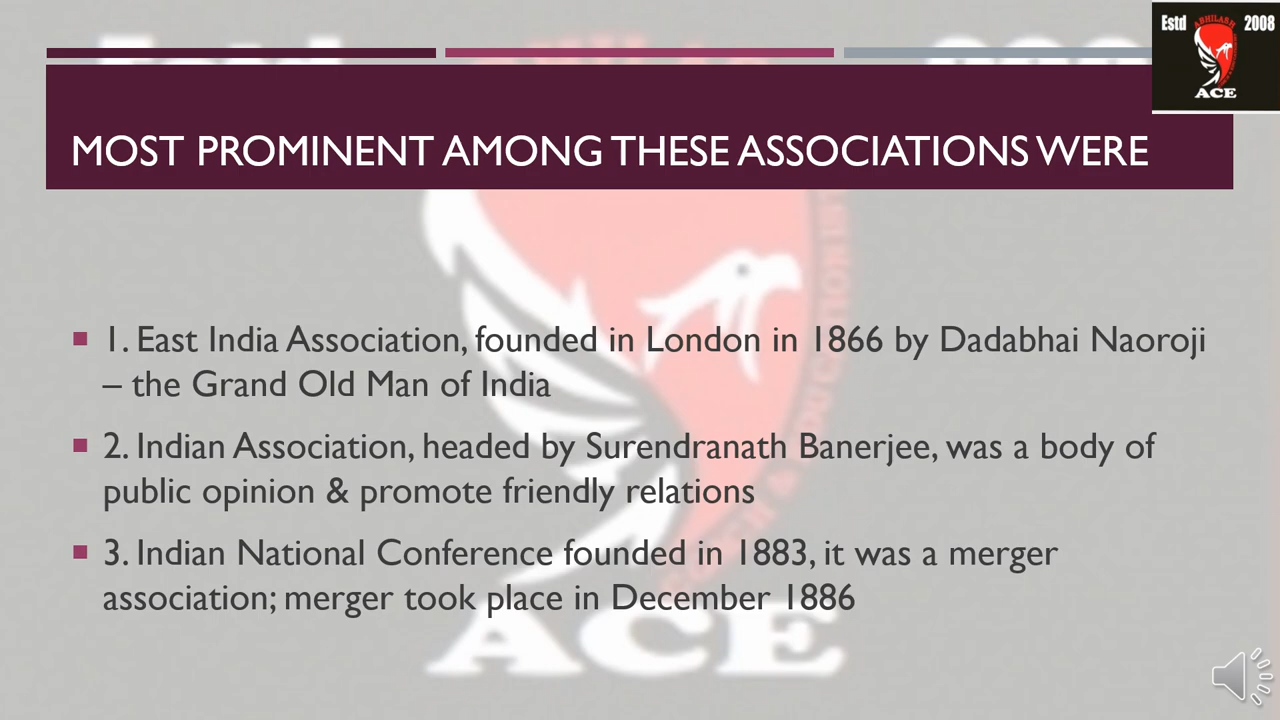 Estd ABHILASH 2008
ACE
MOST PROMINENT AMONG THESE ASSOCIATIONS WERE
1. East India Association, founded in London in 1866 by Dadabhai Naoroji
– the Grand Old Man of India
2. Indian Association, headed by Surendranath Banerjee, was a body of
public opinion & promote friendly relations
3. Indian National Conference founded in 1883, it was a merger
association; merger took place in December 1886
ACE